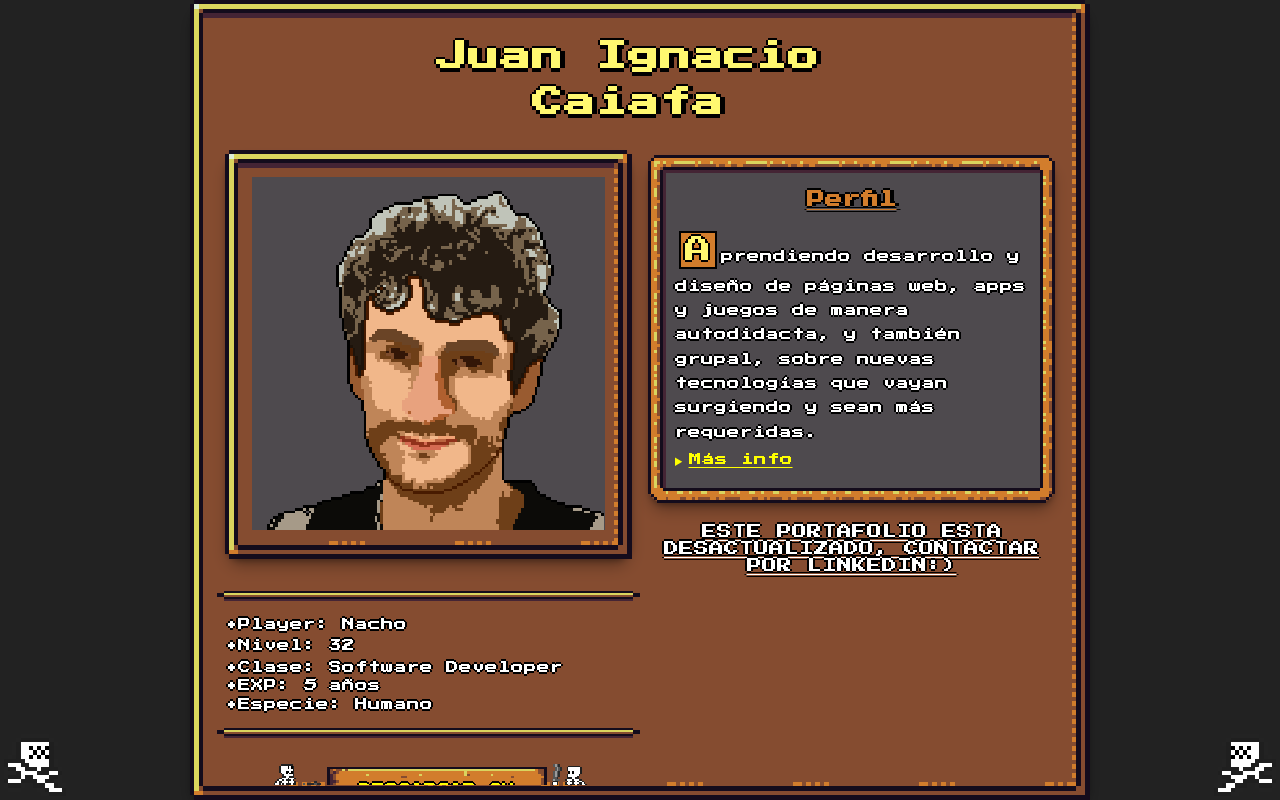 Juan Ignacio
Caiafa
Perfil
Aprendiendo desarrollo y
diseño de páginas web, apps
y juegos de manera
autodidacta, y también
grupal, sobre nuevas
tecnologías que vayan
surgiendo y sean más
requeridas.
Más info
ESTE PORTAFOLIO ESTA
DESACTUALIZADO, CONTACTAR
POR LINKEDIN:)
+Player: Nacho
+Nivel: 32
+Clase: Software Developer
+EXP: 5 años
+Especie: Humano